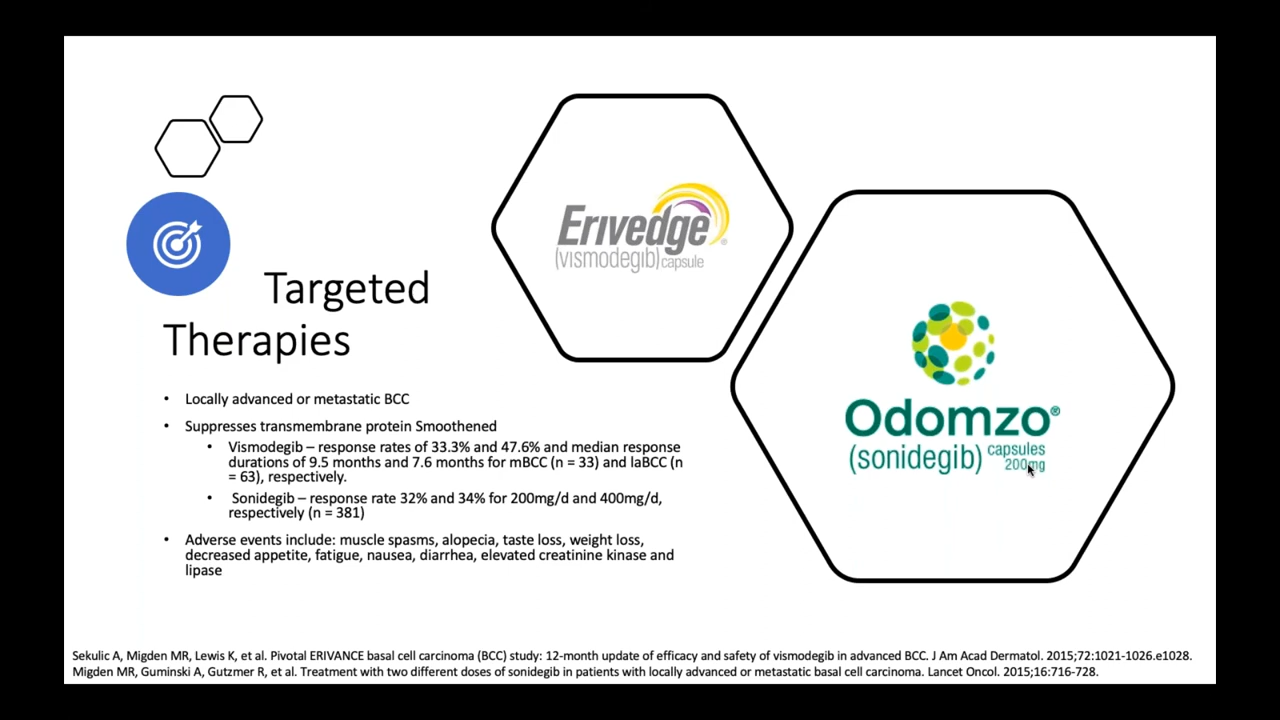 Targeted
Therapies
• Locally advanced or metastatic BCC
• Suppresses transmembrane protein Smoothened
• Vismodegib – response rates of 33.3% and 47.6% and median response
durations of 9.5 months and 7.6 months for mBCC (n = 33) and laBCC (n
= 63), respectively.
• Sonidegib – response rate 32% and 34% for 200mg/d and 400mg/d,
respectively (n = 381)
• Adverse events include: muscle spasms, alopecia, taste loss, weight loss,
decreased appetite, fatigue, nausea, diarrhea, elevated creatinine kinase and
lipase
Erivedge®
(vismodegib) capsule
Odomzo®
(sonidegib) capsules
200mg
Sekulic A, Migden MR, Lewis K, et al. Pivotal ERIVANCE basal cell carcinoma (BCC) study: 12-month update of efficacy and safety of vismodegib in advanced BCC. J Am Acad Dermatol. 2015;72:1021-1026.e1028.
Migden MR, Guminski A, Gutzmer R, et al. Treatment with two different doses of sonidegib in patients with locally advanced or metastatic basal cell carcinoma. Lancet Oncol. 2015;16:716-728.